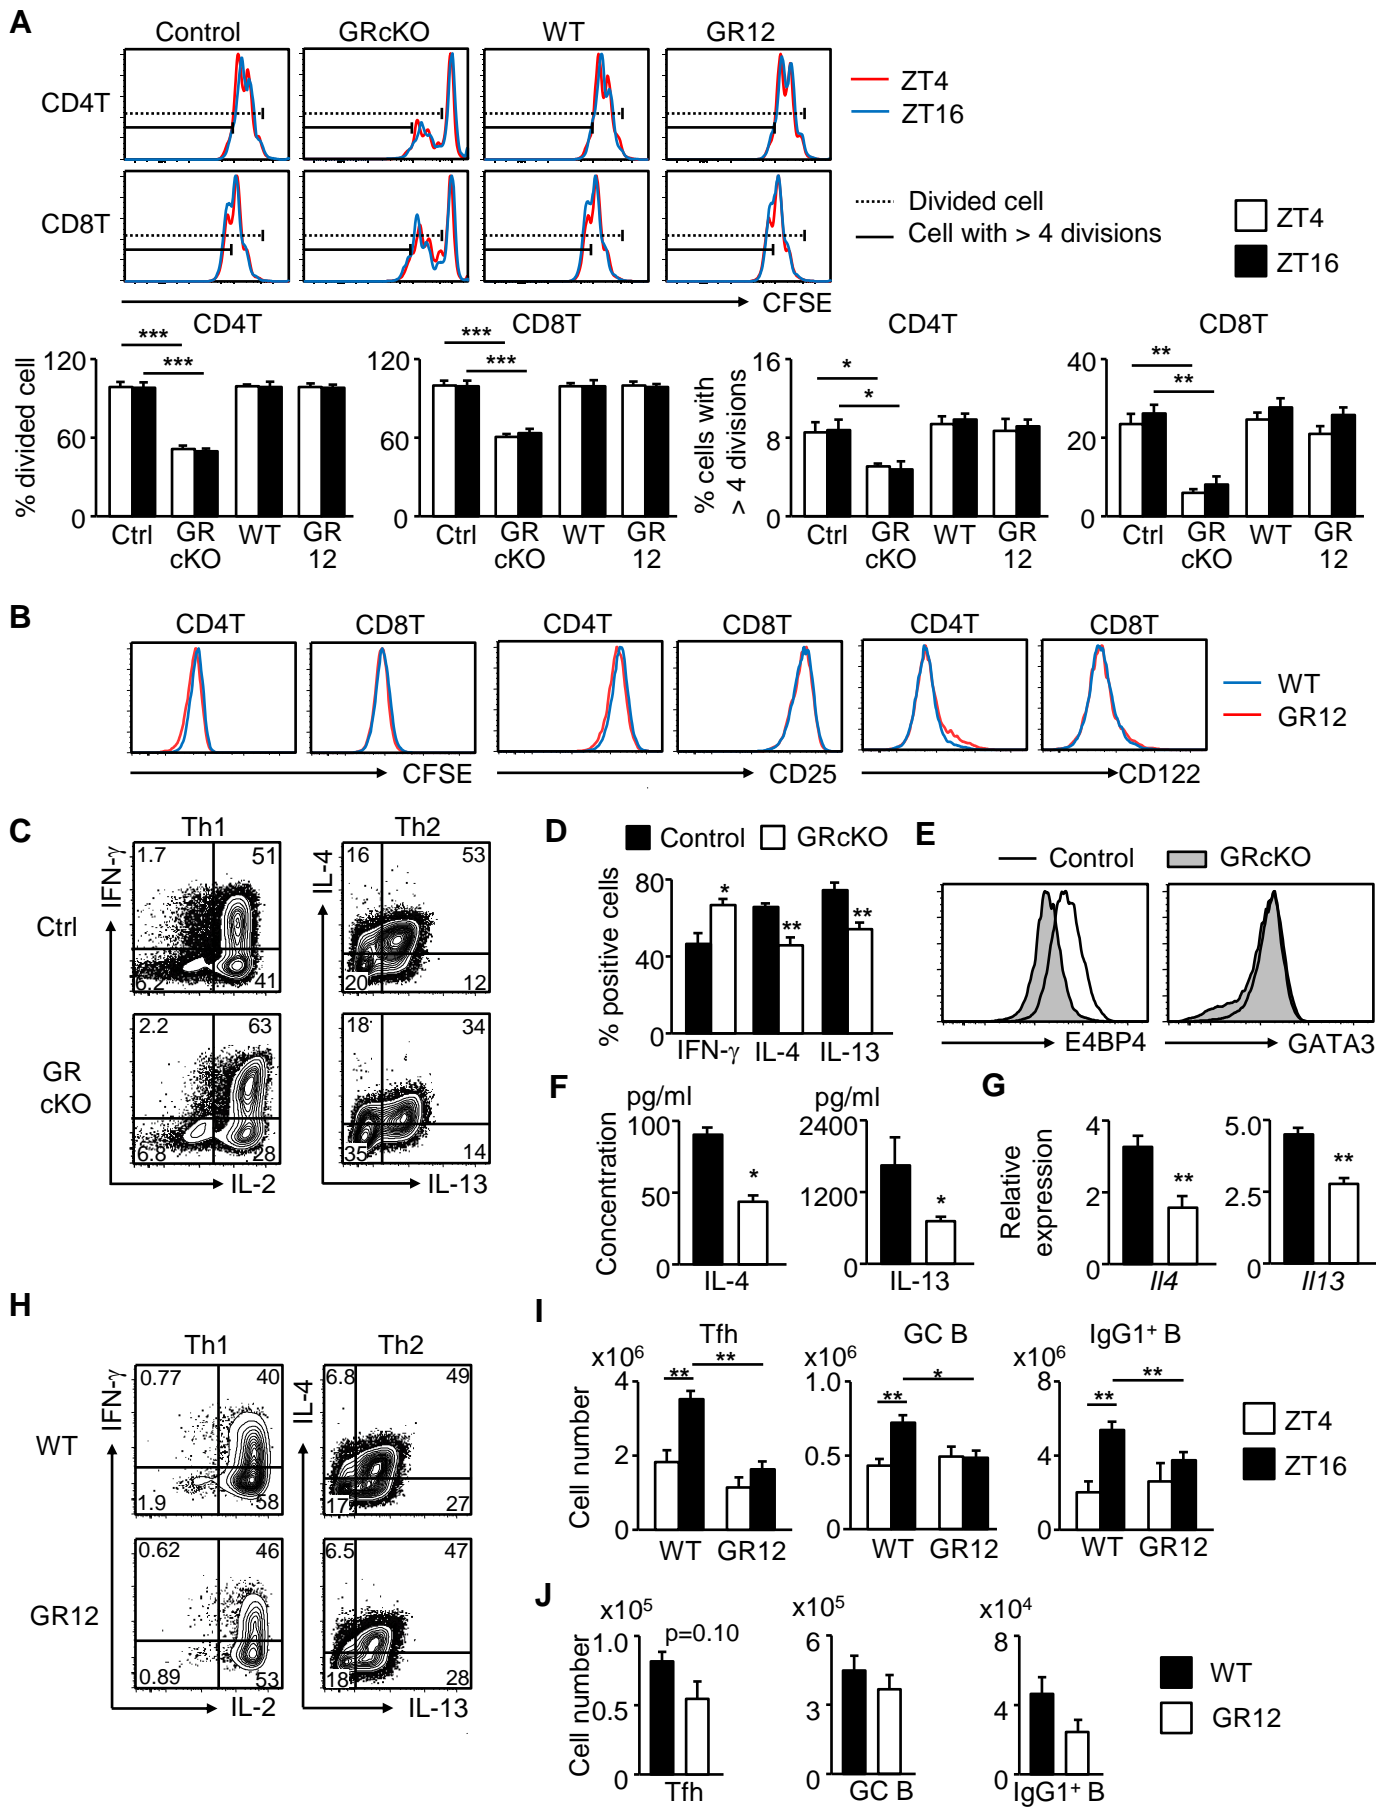 A
Control GRcKO WT GR12
CD4T
ZT4
ZT16
CD8T
Divided cell
Cell with > 4 divisions
ZT4
ZT16
CFSE
CD4T CD8T CD4T CD8T
% divided cell
120
60
0
***
***
Ctrl GR cKO WT GR 12
120
60
0
***
***
Ctrl GR cKO WT GR 12
% cells with
> 4 divisions
16
8
0
*
*
Ctrl GR cKO WT GR 12
40
20
0
**
**
Ctrl GR cKO WT GR 12
B
CD4T CD8T CD4T CD8T CD4T CD8T
WT
GR12
CFSE CD25 CD122
C
Th1 Th2
IFN-γ
IL-4
Ctrl
1.7 51
6.2 41
16 53
20 12
GR
cKO
2.2 63
6.8 28
18 34
35 14
IL-2 IL-13
D
Control GRcKO
% positive cells
80
40
0
* ** **
IFN-γ IL-4 IL-13
E
Control GRcKO
E4BP4 GATA3
F
pg/ml pg/ml
Concentration
100
50
0
*
IL-4
2400
1200
0
*
IL-13
G
Relative
expression
4
2
0
**
Il4
5.0
2.5
0
**
Il13
H
Th1 Th2
IFN-γ
IL-4
WT
0.77 40
1.9 58
6.8 49
17 27
GR12
0.62 46
0.89 53
6.5 47
18 28
IL-2 IL-13
I
Tfh GC B IgG1⁺ B
x10⁶ x10⁶ x10⁶
Cell number
4
2
0
** **
WT GR12
1.0
0.5
0
** *
WT GR12
8
4
0
** **
WT GR12
ZT4
ZT16
J
x10⁵ x10⁵ x10⁴
Cell number
1.0
0.5
0
p=0.10
Tfh
6
3
0
GC B
8
4
0
IgG1⁺ B
WT
GR12